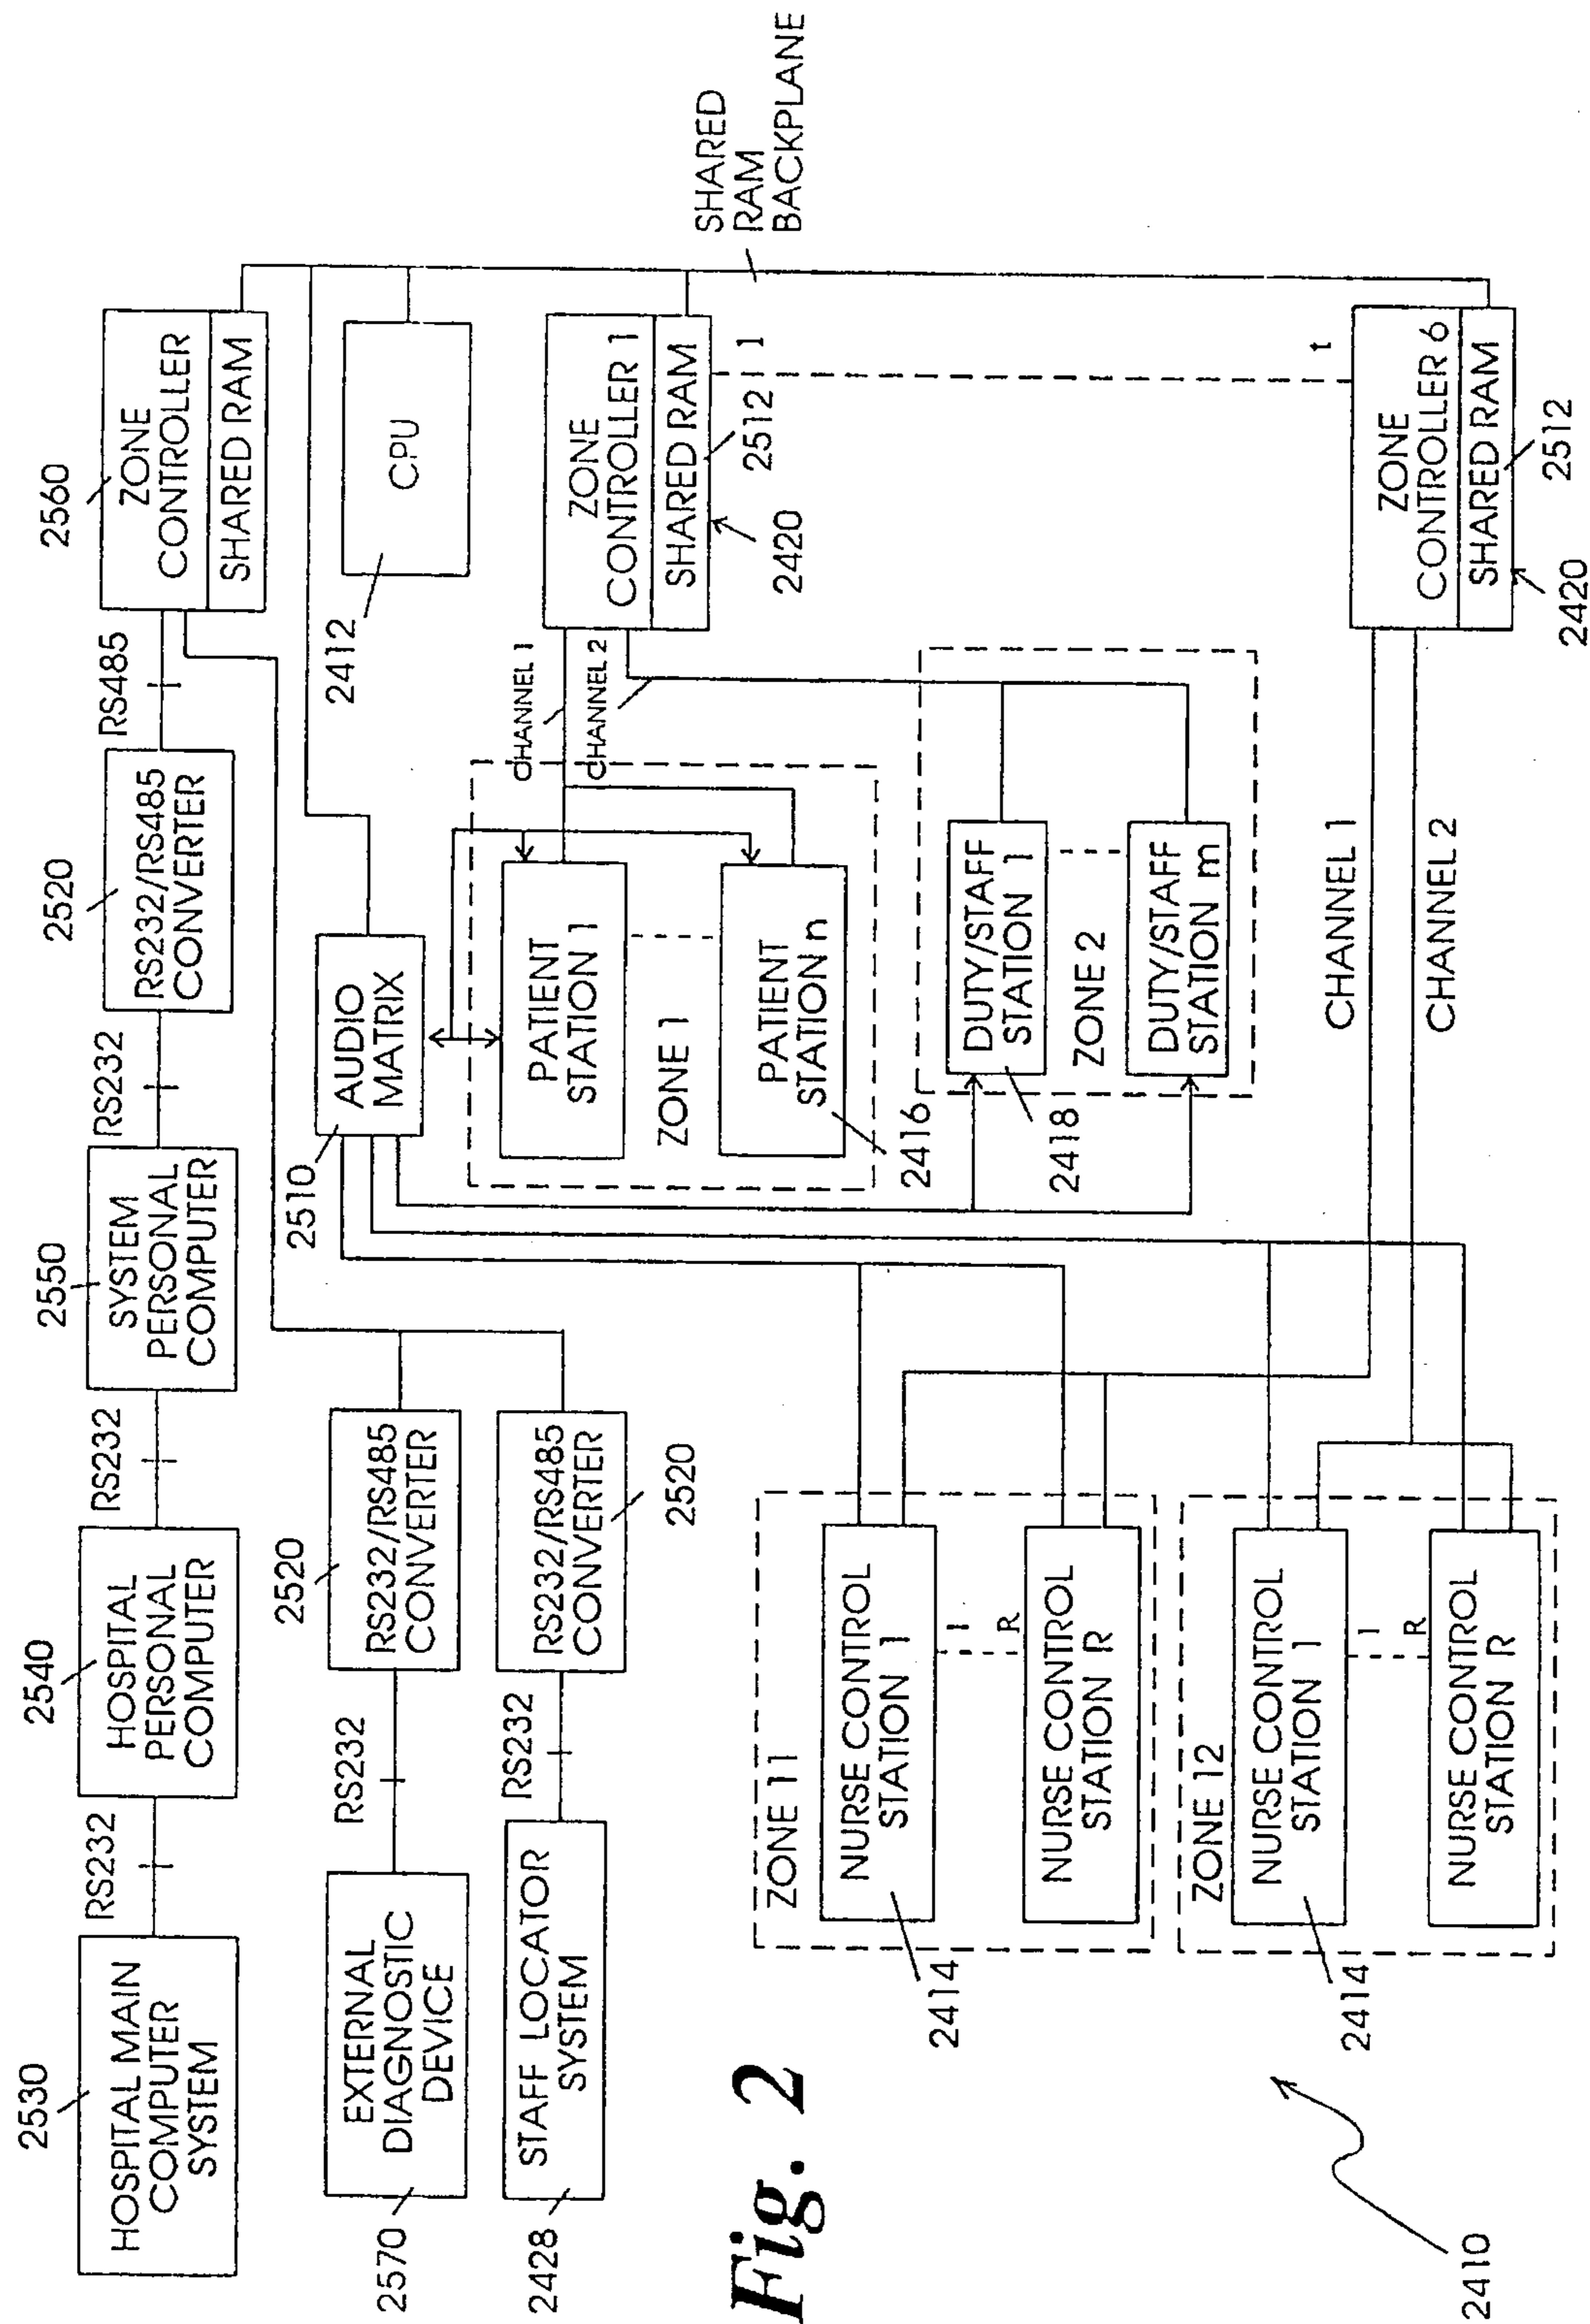 2530
HOSPITAL MAIN
COMPUTER
SYSTEM
RS232
2540
HOSPITAL
PERSONAL
COMPUTER
RS232
2550
SYSTEM
PERSONAL
COMPUTER
RS232
2520
RS232/RS485
CONVERTER
RS485
2560
ZONE
CONTROLLER
SHARED RAM
2570
EXTERNAL
DIAGNOSTIC
DEVICE
RS232
2520
RS232/RS485
CONVERTER
2428
STAFF LOCATOR
SYSTEM
RS232
RS232/RS485
CONVERTER
2520
2510
AUDIO
MATRIX
2412
CPU
SHARED
RAM
BACKPLANE
PATIENT
STATION 1
ZONE 1
PATIENT
STATION n
2416
CHANNEL 1
CHANNEL 2
ZONE
CONTROLLER 1
SHARED RAM
2512
2420
1
t
DUTY/STAFF
STATION 1
2418
ZONE 2
DUTY/STAFF
STATION m
Fig. 2
ZONE 11
NURSE CONTROL
STATION 1
2414
1
R
NURSE CONTROL
STATION R
ZONE 12
NURSE CONTROL
STATION 1
2414
1
R
NURSE CONTROL
STATION R
CHANNEL 1
CHANNEL 2
ZONE
CONTROLLER 6
SHARED RAM
2512
2420
2410